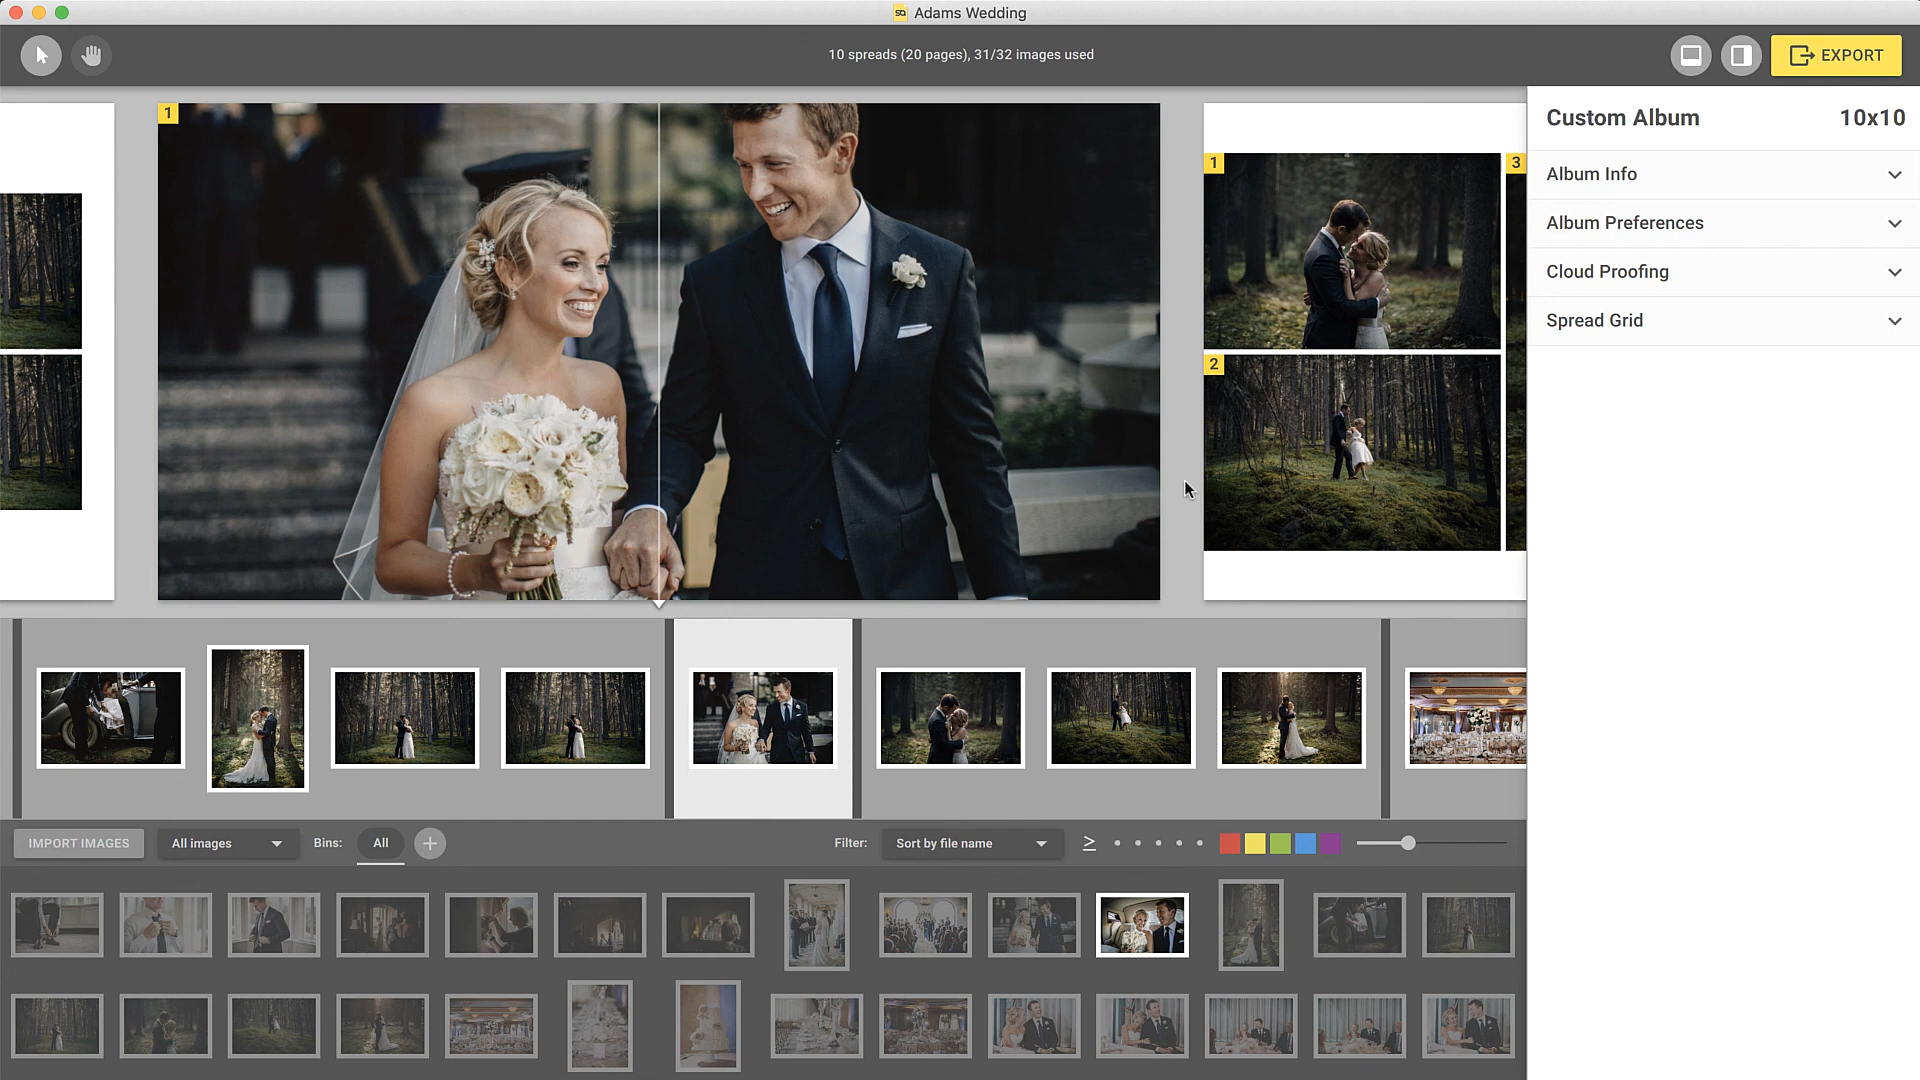 Adams Wedding
10 spreads (20 pages), 31/32 images used
EXPORT
1
1
3
2
Custom Album 10x10
Album Info
Album Preferences
Cloud Proofing
Spread Grid
IMPORT IMAGES
All images
Bins:
All
Filter:
Sort by file name